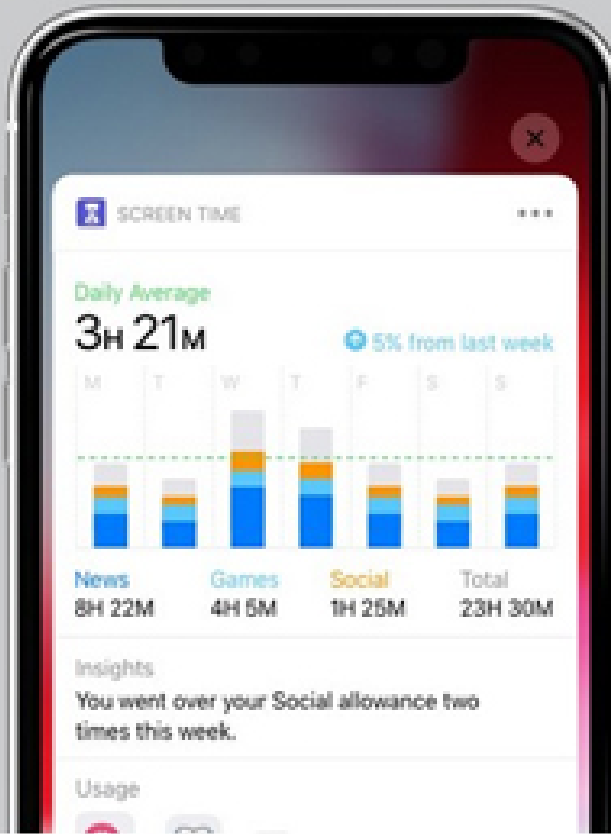 SCREEN TIME
Daily Average
3H 21M
5% from last week
M T W T F S S
News Games Social Total
8H 22M 4H 5M 1H 25M 23H 30M
Insights
You went over your Social allowance two
times this week.
Usage